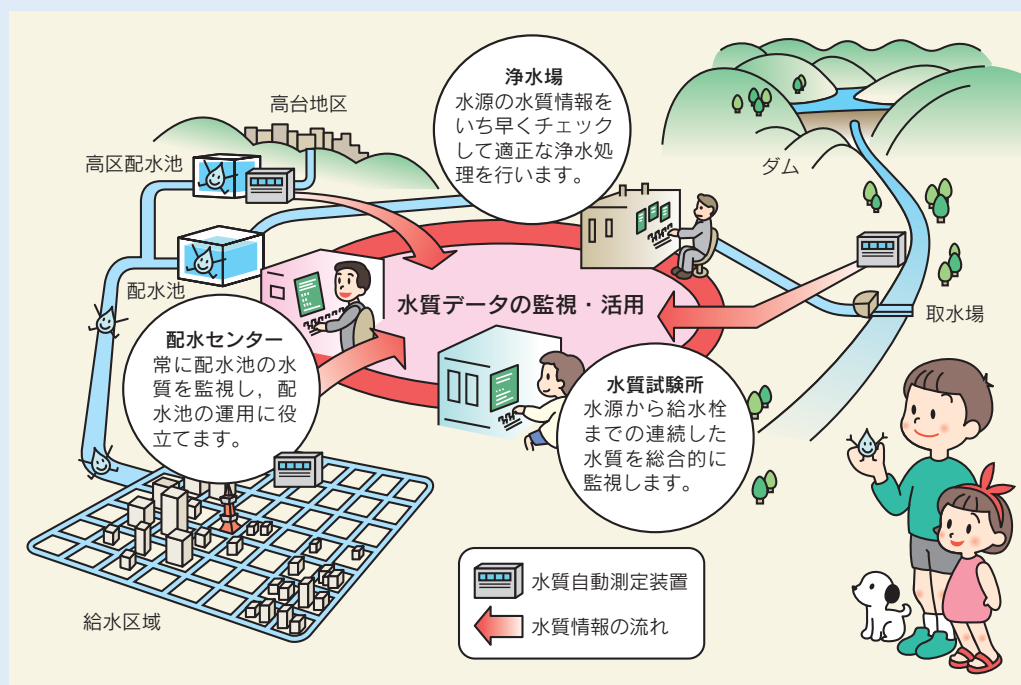 浄水場
水源の水質情報を
いち早くチェック
して適正な浄水処
理を行います。
高台地区
高区配水池
ダム
配水池
水質データの監視・活用
取水場
配水センター
常に配水池の水
質を監視し，配
水池の運用に役
立てます。
水質試験所
水源から給水栓
までの連続した
水質を総合的に
監視します。
給水区域
水質自動測定装置
水質情報の流れ